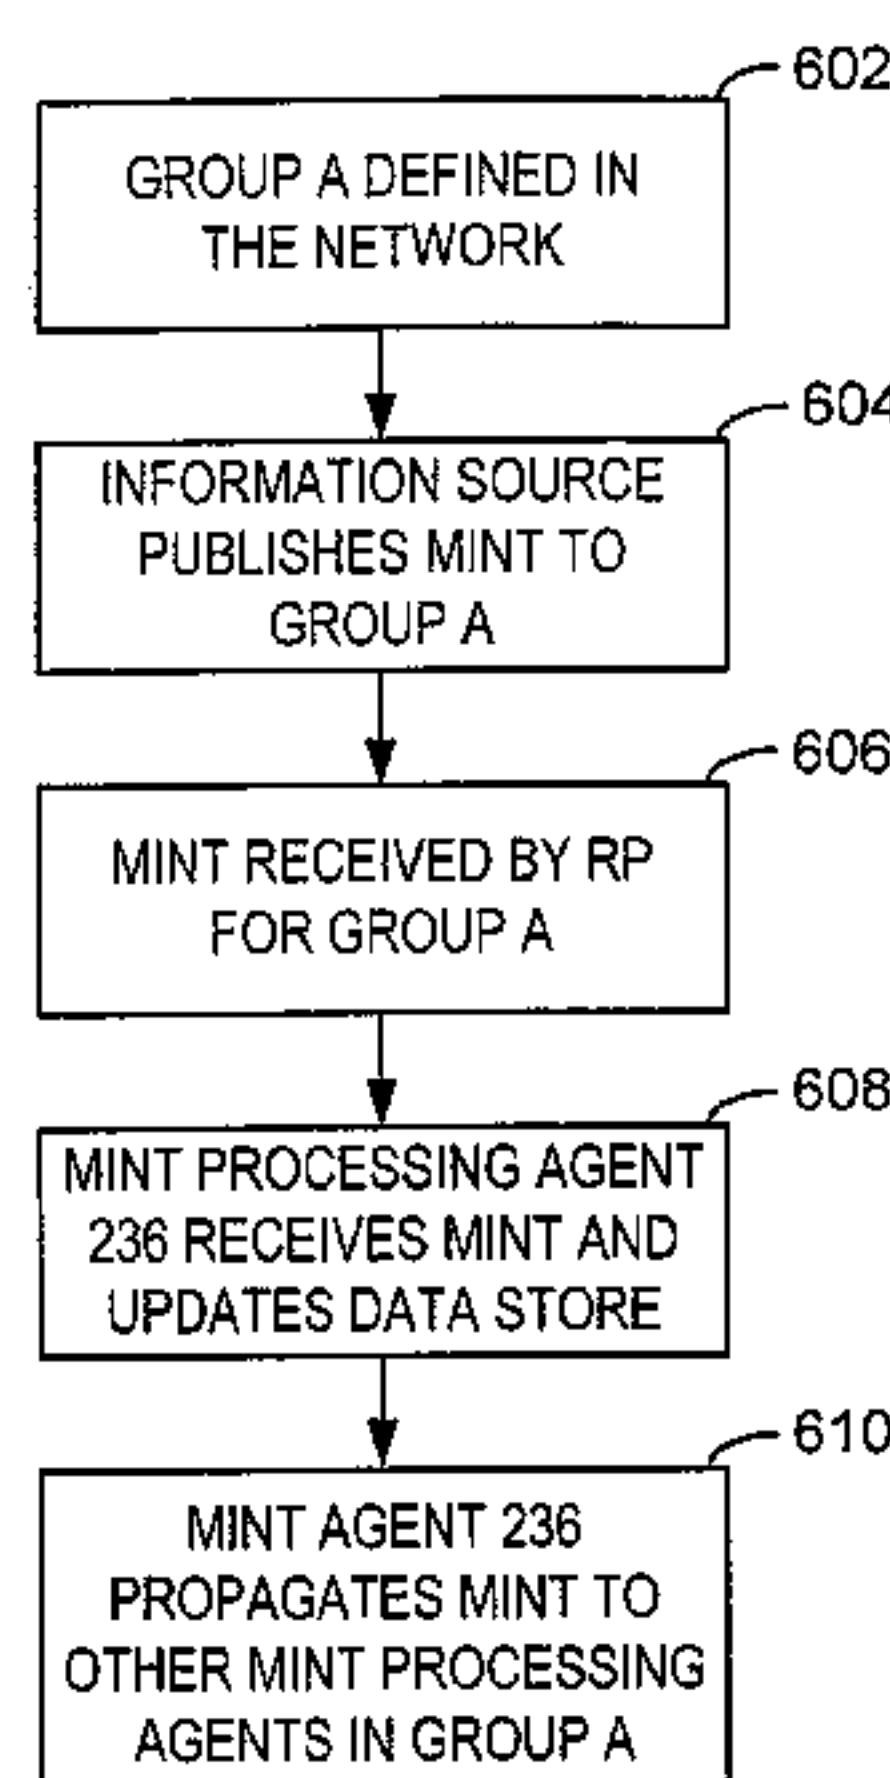 602
GROUP A DEFINED IN
THE NETWORK
604
INFORMATION SOURCE
PUBLISHES MINT TO
GROUP A
606
MINT RECEIVED BY RP
FOR GROUP A
608
MINT PROCESSING AGENT
236 RECEIVES MINT AND
UPDATES DATA STORE
610
MINT AGENT 236
PROPAGATES MINT TO
OTHER MINT PROCESSING
AGENTS IN GROUP A